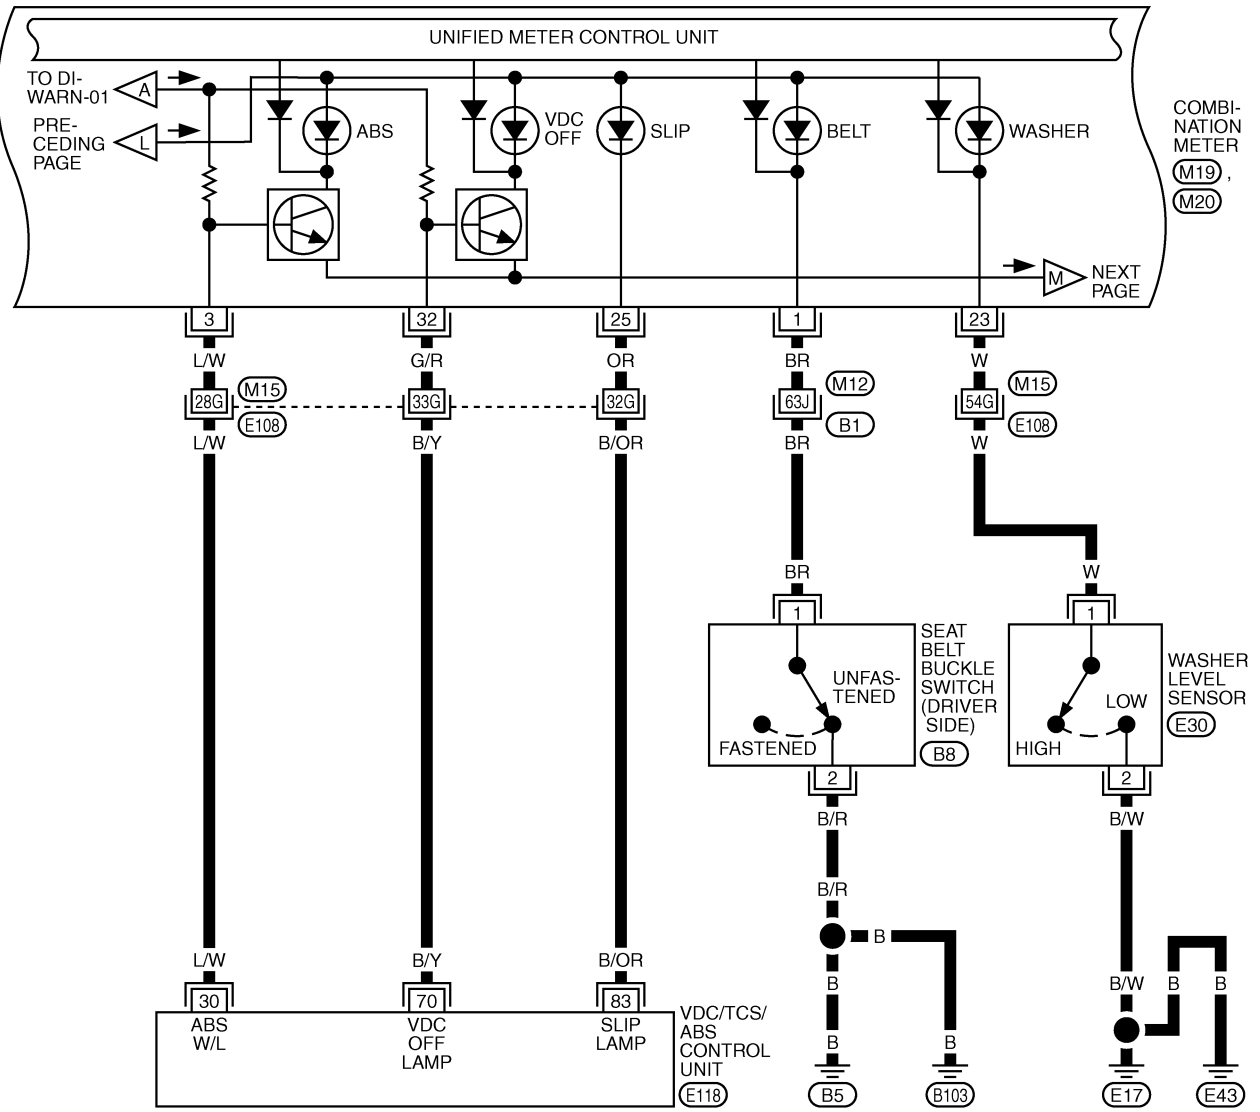 UNIFIED METER CONTROL UNIT
TO DI-
WARN-01
A
PRE-
CEDING
PAGE
L
ABS
VDC
OFF
SLIP
BELT
WASHER
COMBI-
NATION
METER
M19 ,
M20
M
NEXT
PAGE
3 32 25 1 23
L/W G/R OR BR W
28G M15 33G 32G 63J M12 54G M15
E108 B1 E108
L/W B/Y B/OR BR W
BR W
1 1
SEAT
BELT
BUCKLE
SWITCH
(DRIVER
SIDE)
B8
UNFAS-
TENED
FASTENED
WASHER
LEVEL
SENSOR
E30
LOW
HIGH
2 2
B/R B/W
B/R
B
L/W B/Y B/OR B B/W B B
30 70 83
ABS
W/L
VDC
OFF
LAMP
SLIP
LAMP
VDC/TCS/
ABS
CONTROL
UNIT
E118
B B
B5 B103 E17 E43